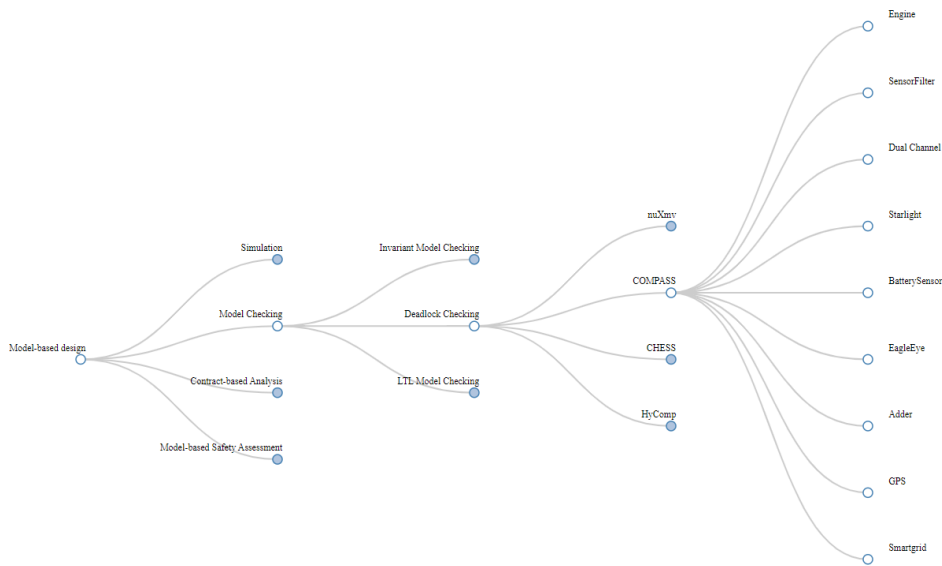 Model-based design
Simulation
Model Checking
Contract-based Analysis
Model-based Safety Assessment
Invariant Model Checking
Deadlock Checking
LTL Model Checking
nuXmv
COMPASS
CHESS
HyComp
Engine
SensorFilter
Dual Channel
Starlight
BatterySensor
EagleEye
Adder
GPS
Smartgrid